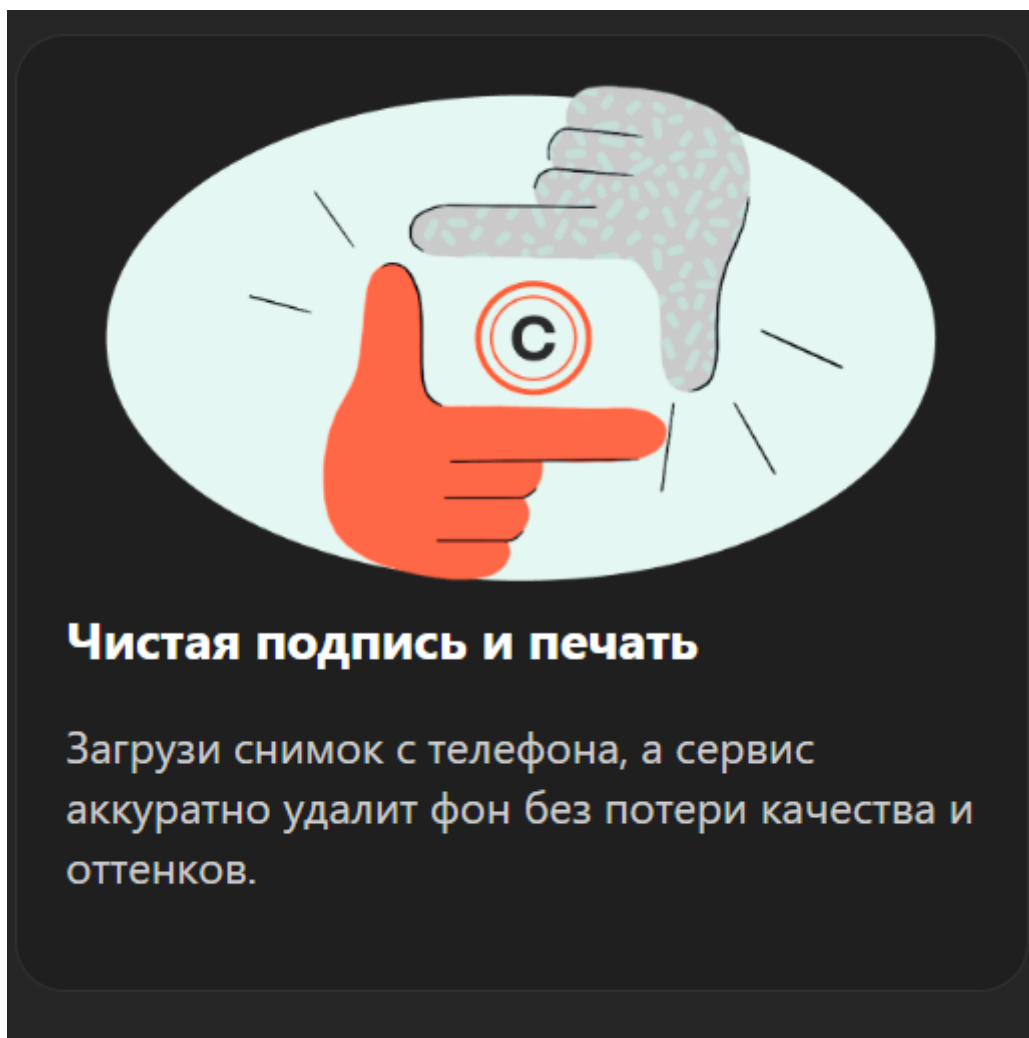 C
Чистая подпись и печать
Загрузи снимок с телефона, а сервис
аккуратно удалит фон без потери качества и
оттенков.